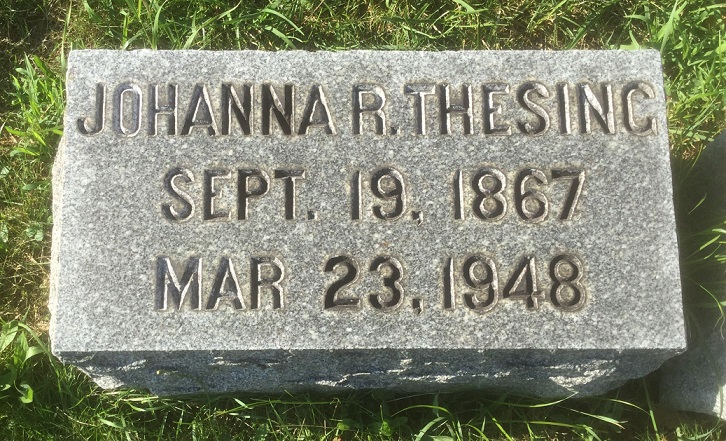 JOHANNA R. THESING
SEPT. 19, 1867
MAR 23, 1948